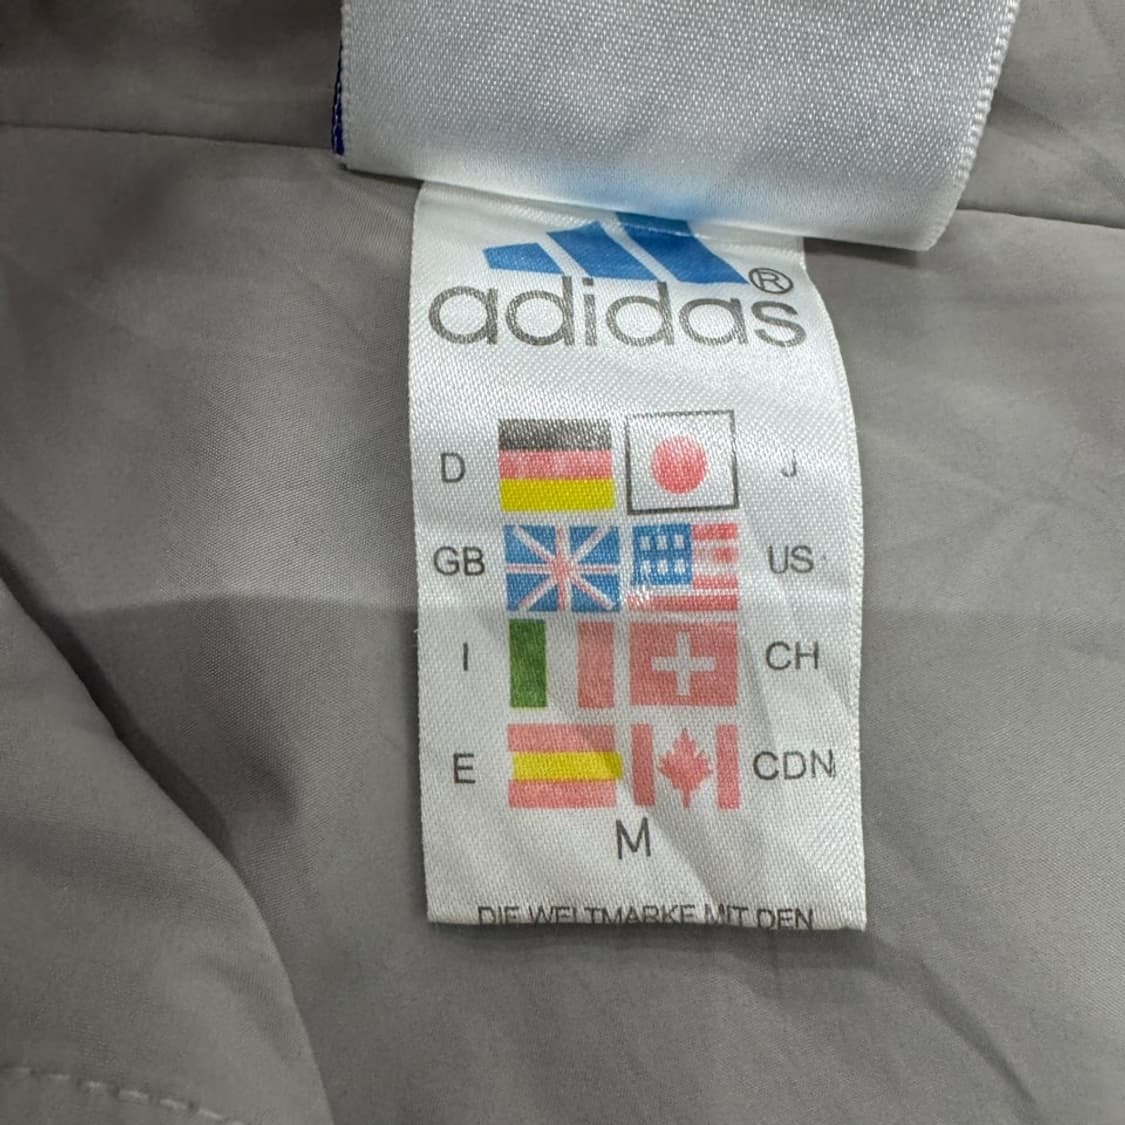 adidas®
D J
GB US
I CH
E CDN
M
DIE WELTMARKE MIT DEN